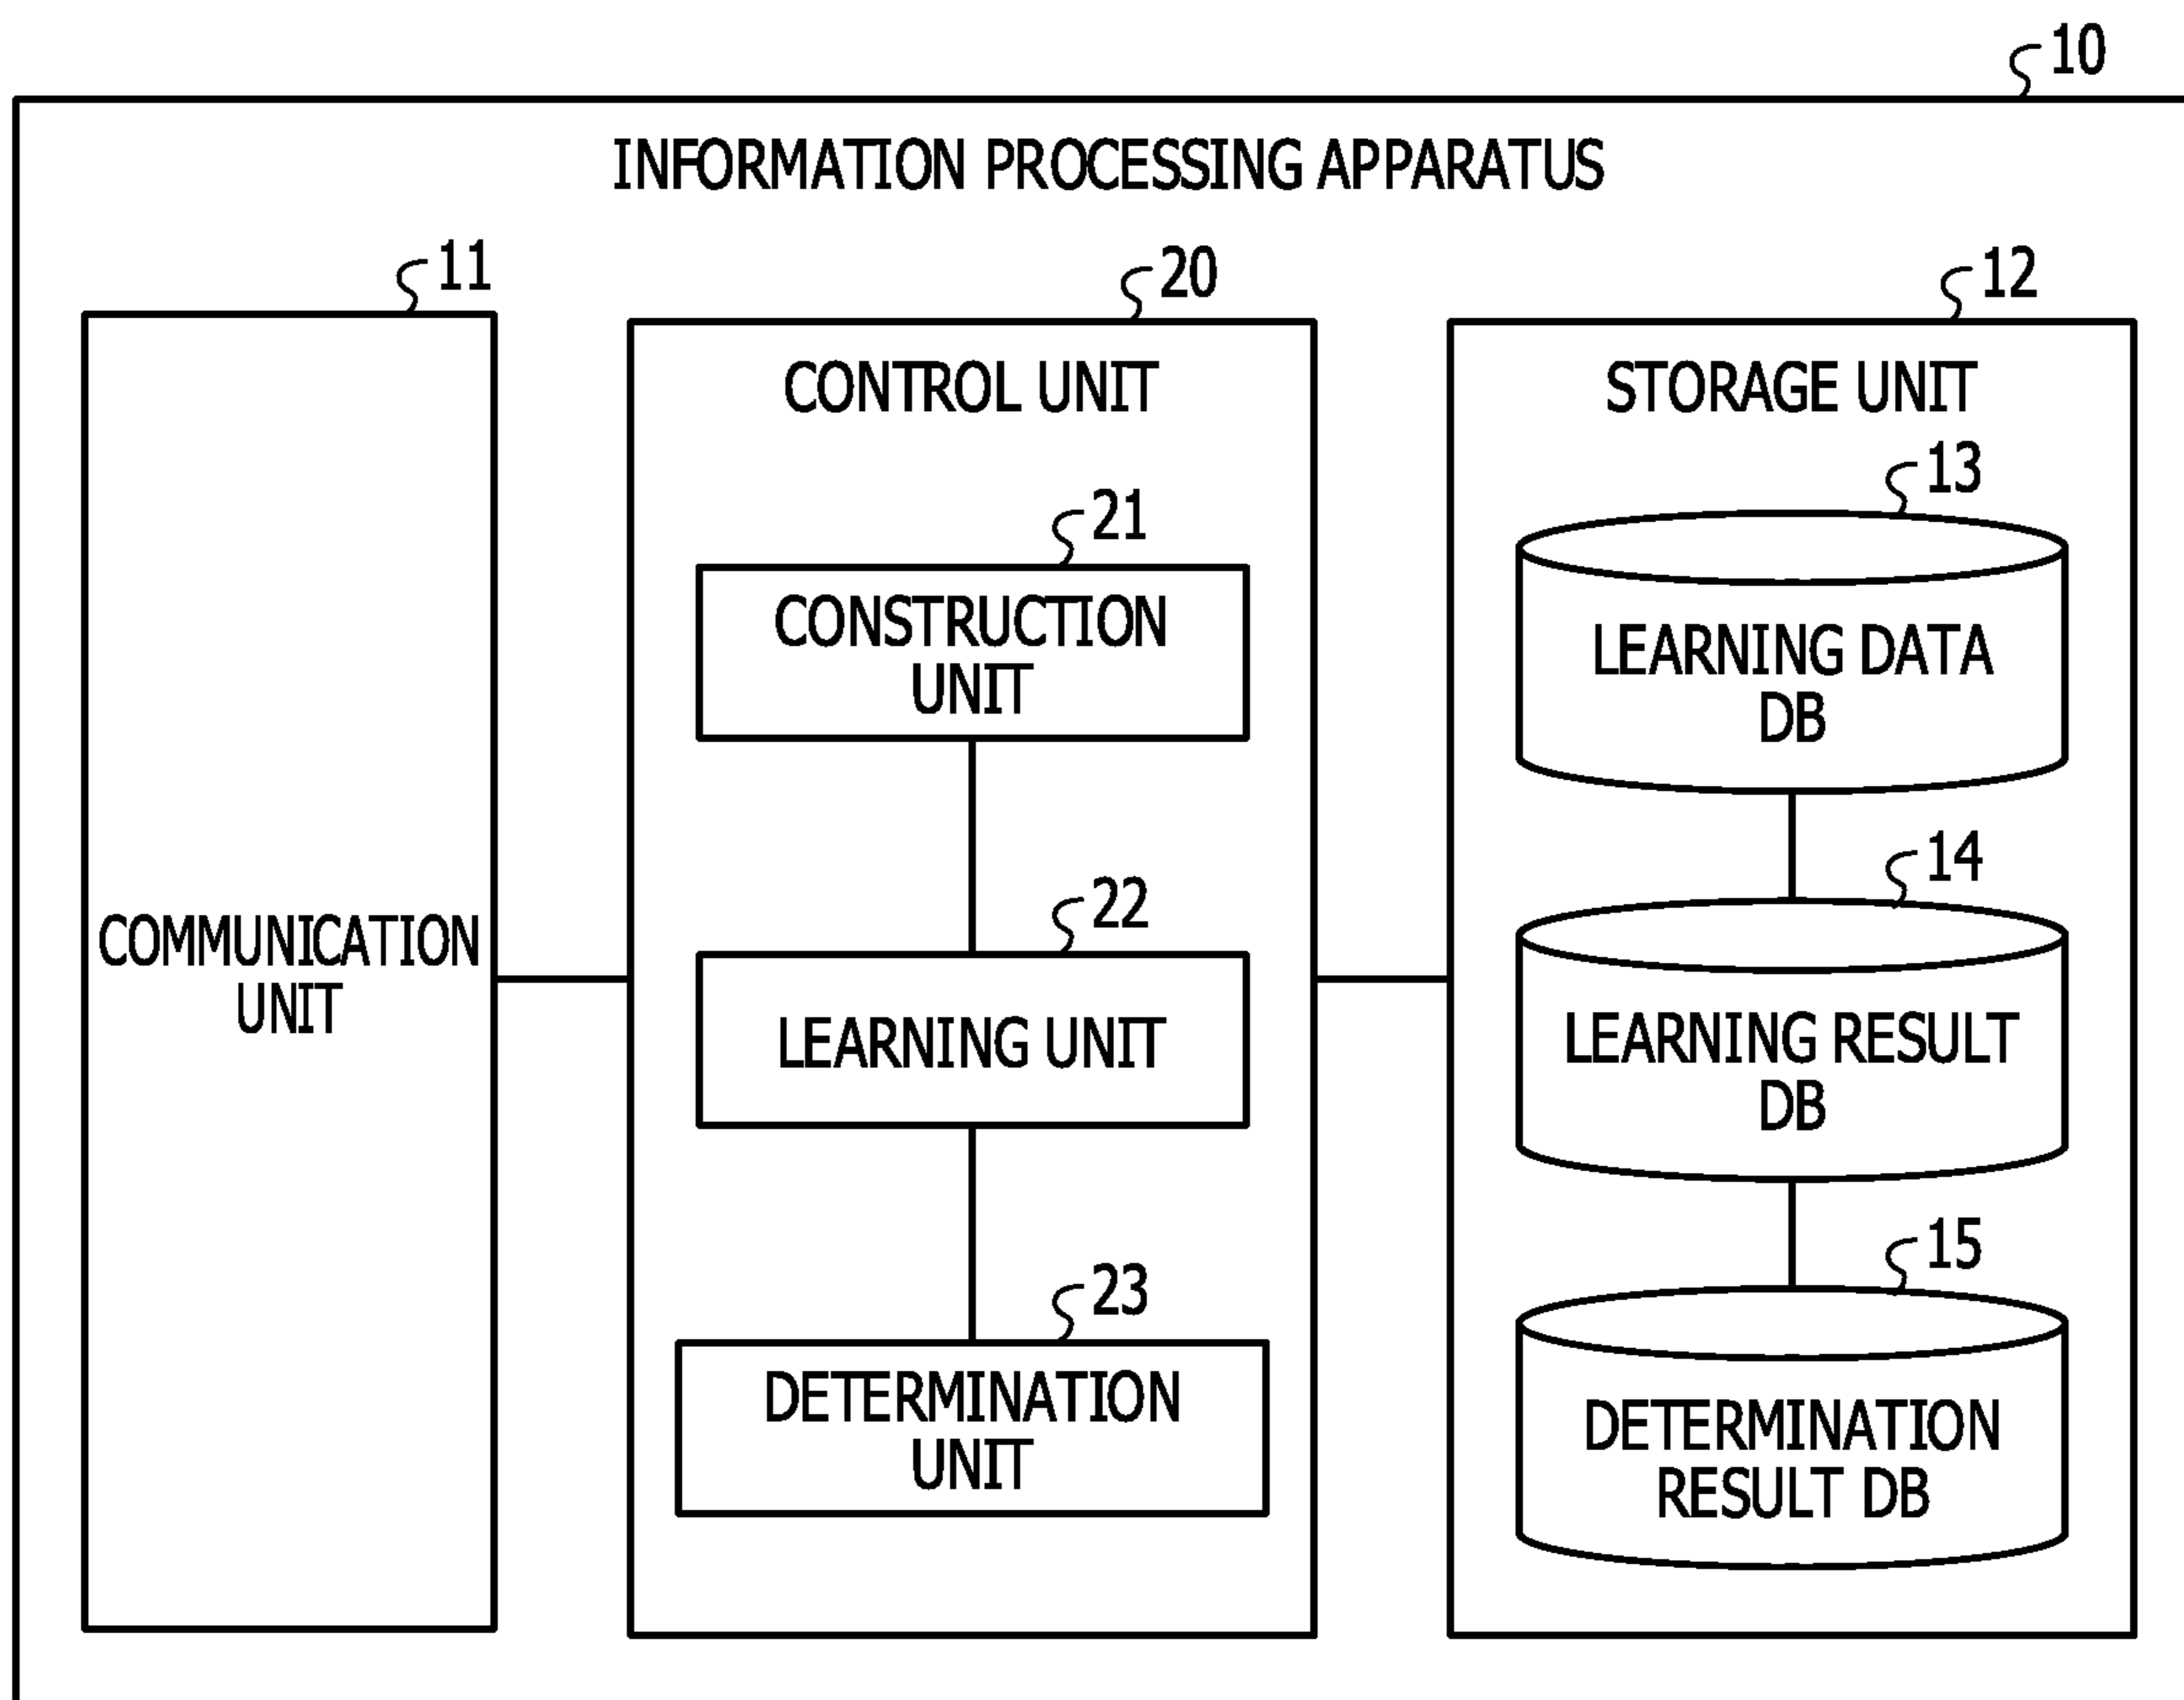 10
INFORMATION PROCESSING APPARATUS
11
COMMUNICATION
UNIT
20
CONTROL UNIT
21
CONSTRUCTION
UNIT
22
LEARNING UNIT
23
DETERMINATION
UNIT
12
STORAGE UNIT
13
LEARNING DATA
DB
14
LEARNING RESULT
DB
15
DETERMINATION
RESULT DB